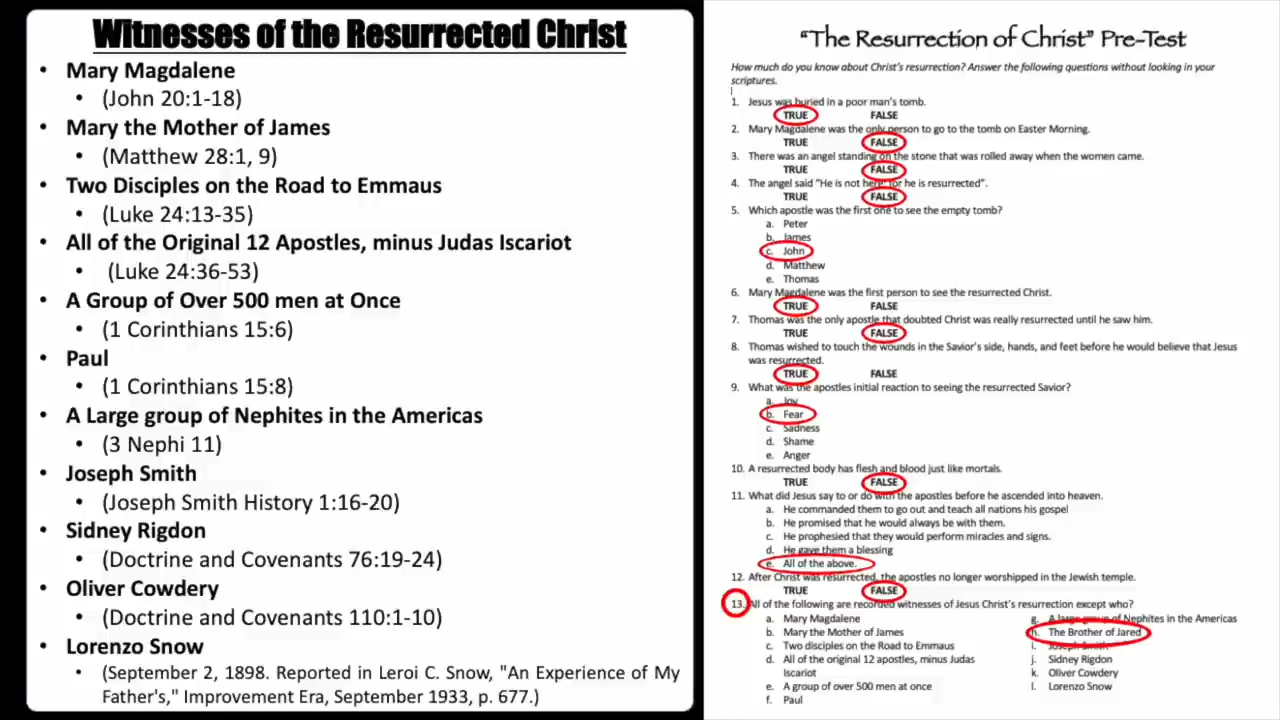 Witnesses of the Resurrected Christ
• Mary Magdalene
• (John 20:1-18)
• Mary the Mother of James
• (Matthew 28:1, 9)
• Two Disciples on the Road to Emmaus
• (Luke 24:13-35)
• All of the Original 12 Apostles, minus Judas Iscariot
• (Luke 24:36-53)
• A Group of Over 500 men at Once
• (1 Corinthians 15:6)
• Paul
• (1 Corinthians 15:8)
• A Large group of Nephites in the Americas
• (3 Nephi 11)
• Joseph Smith
• (Joseph Smith History 1:16-20)
• Sidney Rigdon
• (Doctrine and Covenants 76:19-24)
• Oliver Cowdery
• (Doctrine and Covenants 110:1-10)
• Lorenzo Snow
• (September 2, 1898. Reported in Leroi C. Snow, "An Experience of My
Father's," Improvement Era, September 1933, p. 677.)
“The Resurrection of Christ” Pre-Test
How much do you know about Christ's resurrection? Answer the following questions without looking in your
scriptures.
1. Jesus was buried in a poor man's tomb.
TRUE FALSE
2. Mary Magdalene was the only person to go to the tomb on Easter Morning.
TRUE FALSE
3. There was an angel standing on the stone that was rolled away when the women came.
TRUE FALSE
4. The angel said “He is not here: for he is resurrected”.
TRUE FALSE
5. Which apostle was the first one to see the empty tomb?
a. Peter
b. James
c. John
d. Matthew
e. Thomas
6. Mary Magdalene was the first person to see the resurrected Christ.
TRUE FALSE
7. Thomas was the only apostle that doubted Christ was really resurrected until he saw him.
TRUE FALSE
8. Thomas wished to touch the wounds in the Savior's side, hands, and feet before he would believe that Jesus
was resurrected.
TRUE FALSE
9. What was the apostles initial reaction to seeing the resurrected Savior?
a. Joy
b. Fear
c. Sadness
d. Shame
e. Anger
10. A resurrected body has flesh and blood just like mortals.
TRUE FALSE
11. What did Jesus say to or do with the apostles before he ascended into heaven.
a. He commanded them to go out and teach all nations his gospel
b. He promised that he would always be with them.
c. He prophesied that they would perform miracles and signs.
d. He gave them a blessing
e. All of the above.
12. After Christ was resurrected, the apostles no longer worshipped in the Jewish temple.
TRUE FALSE
13. All of the following are recorded witnesses of Jesus Christ's resurrection except who?
a. Mary Magdalene
b. Mary the Mother of James
c. Two disciples on the Road to Emmaus
d. All of the original 12 apostles, minus Judas
Iscariot
e. A group of over 500 men at once
f. Paul
g. A large group of Nephites in the Americas
h. The Brother of Jared
i. Joseph Smith
j. Sidney Rigdon
k. Oliver Cowdery
l. Lorenzo Snow